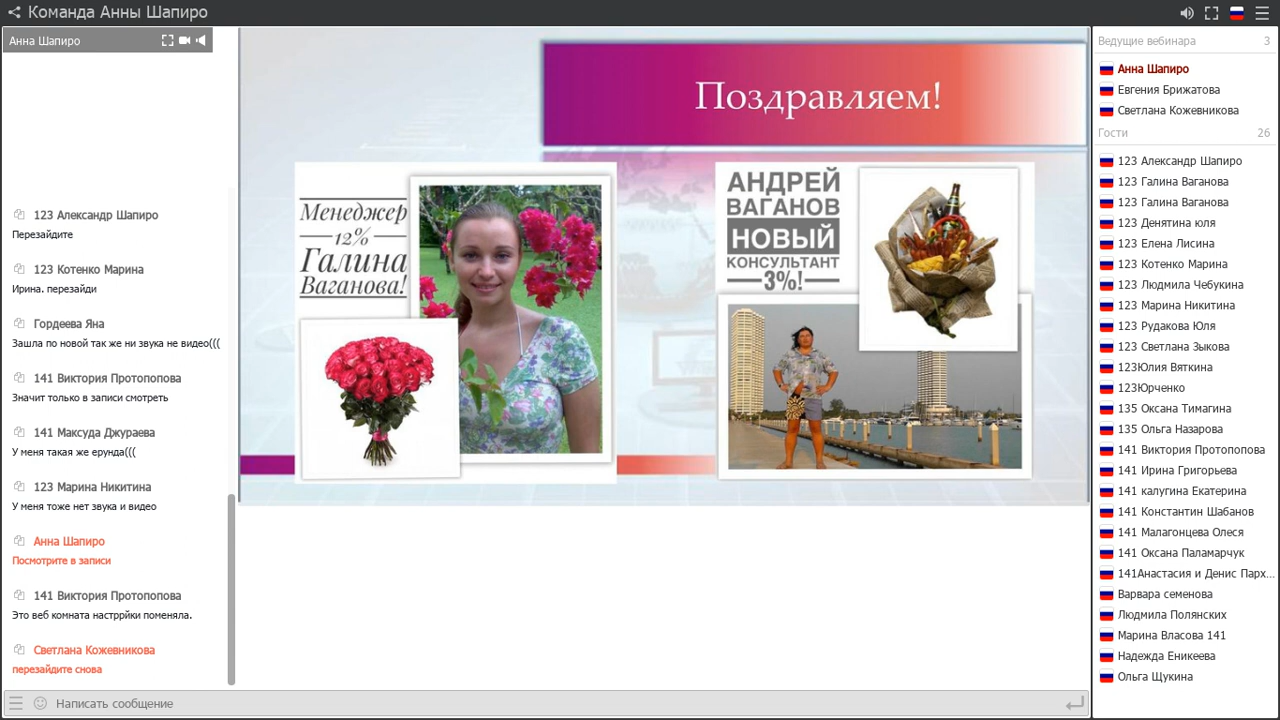 Команда Анны Шапиро
Анна Шапиро
123 Александр Шапиро
Перезайдите
123 Котенко Марина
Ирина. перезайди
Гордеева Яна
Зашла по новой так же ни звука не видео(((
141 Виктория Протопопова
Значит только в записи смотреть
141 Максуда Джураева
У меня такая же ерунда(((
123 Марина Никитина
У меня тоже нет звука и видео
Анна Шапиро
Посмотрите в записи
141 Виктория Протопопова
Это веб комната настррйки поменяла.
Светлана Кожевникова
перезайдите снова
Написать сообщение
Поздравляем!
Менеджер
12%
Галина
Ваганова!
АНДРЕЙ
ВАГАНОВ
НОВЫЙ
КОНСУЛЬТАНТ
3%!
Ведущие вебинара 3
Анна Шапиро
Евгения Брижатова
Светлана Кожевникова
Гости 26
123 Александр Шапиро
123 Галина Ваганова
123 Галина Ваганова
123 Денятина юля
123 Елена Лисина
123 Котенко Марина
123 Людмила Чебукина
123 Марина Никитина
123 Рудакова Юля
123 Светлана Зыкова
123Юлия Вяткина
123Юрченко
135 Оксана Тимагина
135 Ольга Назарова
141 Виктория Протопопова
141 Ирина Григорьева
141 калугина Екатерина
141 Константин Шабанов
141 Малагонцева Олеся
141 Оксана Паламарчук
141Анастасия и Денис Парх...
Варвара семенова
Людмила Полянских
Марина Власова 141
Надежда Еникеева
Ольга Щукина